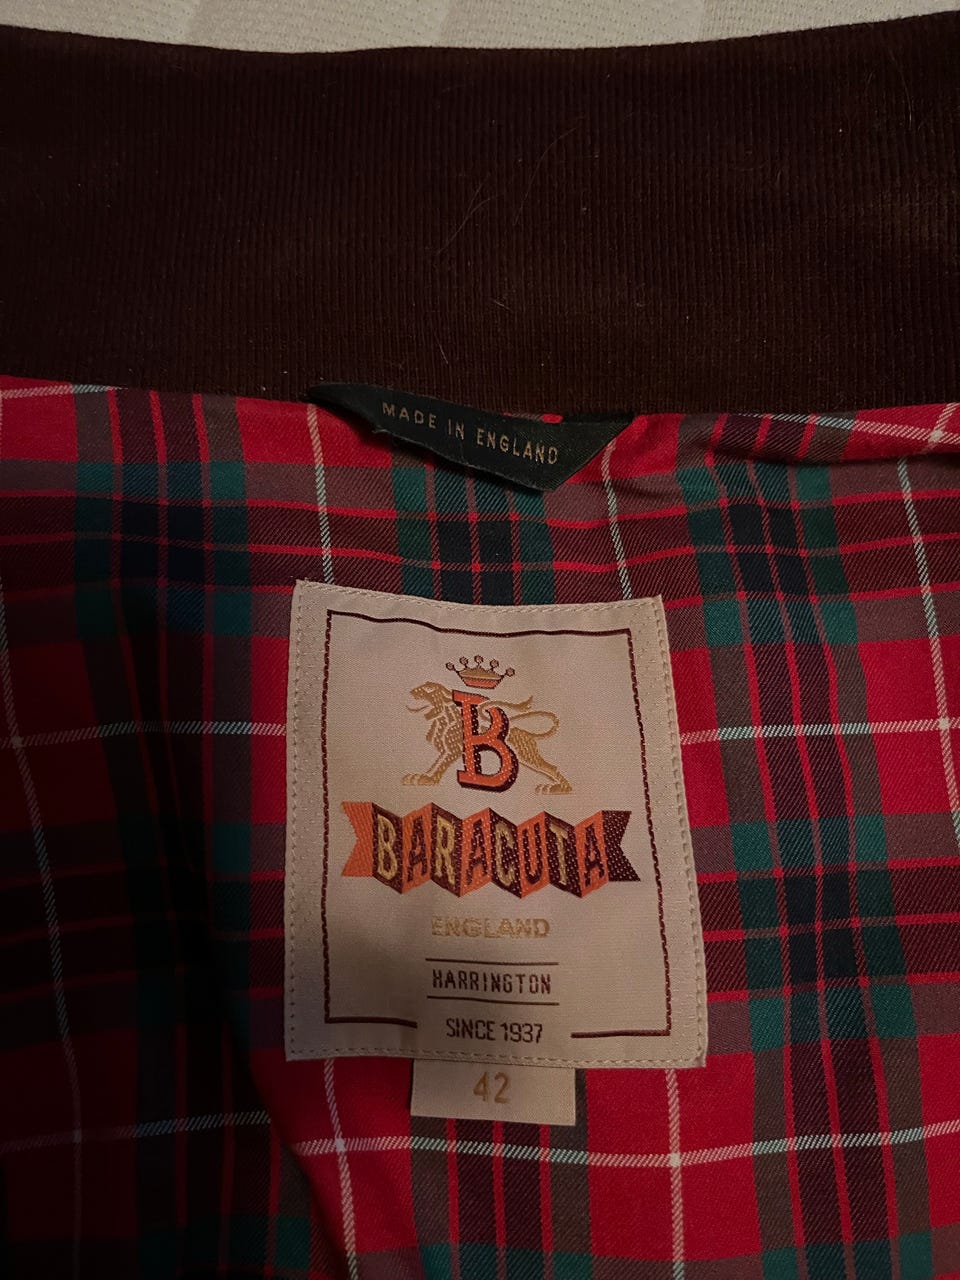 MADE IN ENGLAND
B
BARACUTA
ENGLAND
HARRINGTON
SINCE 1937
42